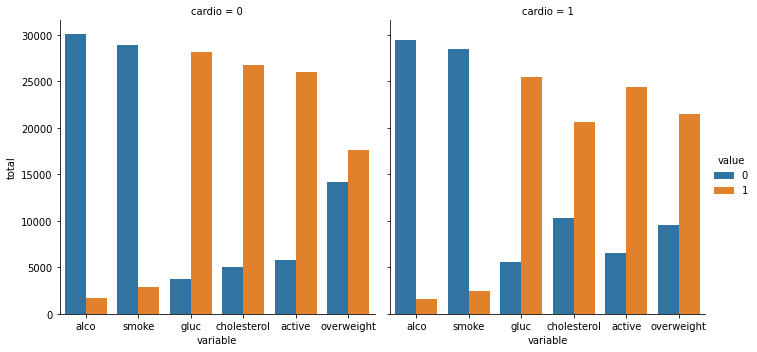 cardio = 0
cardio = 1
total
30000
25000
20000
15000
10000
5000
0
alco smoke gluc cholesterol active overweight
variable
alco smoke gluc cholesterol active overweight
variable
value
0
1